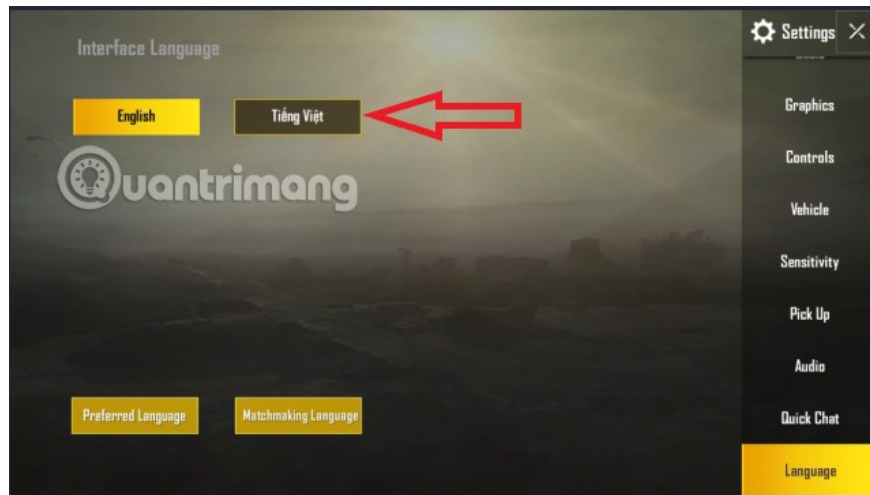 Interface Language
Settings
English
Tiếng Việt
Quantrimang
Graphics
Controls
Vehicle
Sensitivity
Pick Up
Audio
Preferred Language
Matchmaking Language
Quick Chat
Language